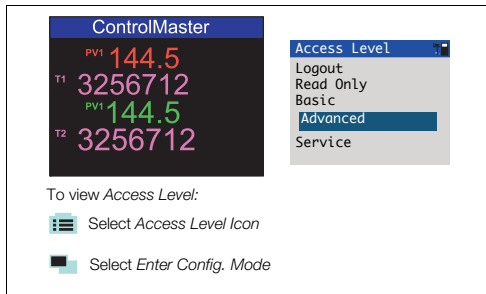 ControlMaster
PV1 144.5
T1 3256712
PV1 144.5
T2 3256712
Access Level
Logout
Read Only
Basic
Advanced
Service
To view Access Level:
Select Access Level Icon
Select Enter Config. Mode